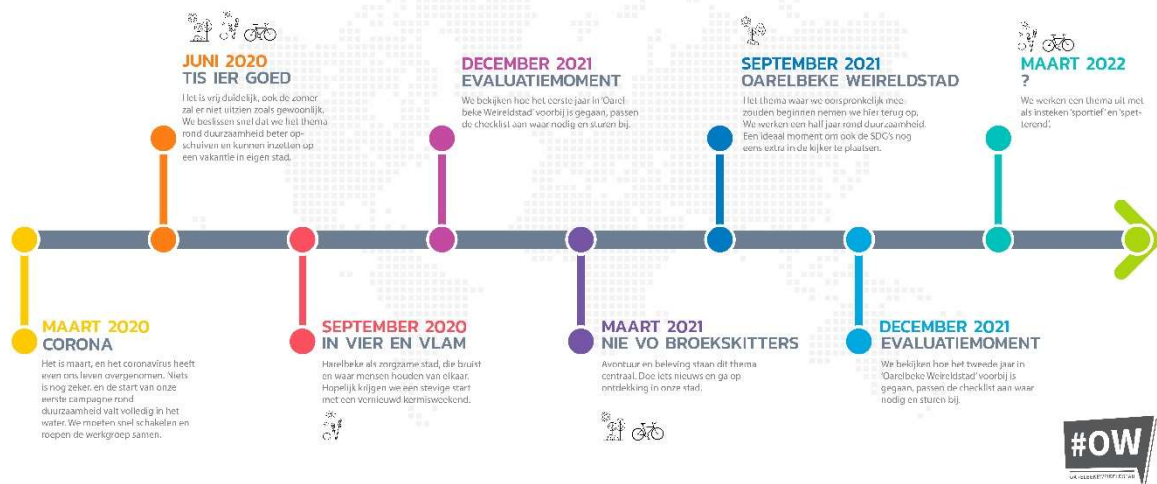 JUNI 2020
TIS IER GOED
Het is vrij duidelijk, ook de zomer
zal er niet uitzien zoals gewoonlijk.
We beslissen snel dat we het thema
rond duurzaamheid beter op-
schuiven en kunnen inzetten op
een vakantie in eigen stad.
DECEMBER 2021
EVALUATIEMOMENT
We bekijken hoe het eerste jaar in 'Oarel
beke Weireldstad' voorbij is gegaan, passen
de checklist aan waar nodig en sturen bij.
SEPTEMBER 2021
OARELBEKE WEIRELDSTAD
Het thema waar we oorspronkelijk mee
zouden beginnen nemen we hier terug op.
We werken een half jaar rond duurzaamheid.
Een ideaal moment om ook de SDG's nog
eens extra in de kijker te plaatsen.
MAART 2022
?
We werken een thema uit met
als insteken 'sportief' en 'spet-
terend'.
MAART 2020
CORONA
Het is maart, en het coronavirus heeft
even ons leven overgenomen. Niets
is nog zeker, en de start van onze
eerste campagne rond
duurzaamheid valt volledig in het
water. We moeten snel schakelen en
roepen de werkgroep samen.
SEPTEMBER 2020
IN VIER EN VLAM
Harelbeke als zorgzame stad, die bruist
en waar mensen houden van elkaar.
Hopelijk krijgen we een stevige start
met een vernieuwd kermisweekend.
MAART 2021
NIE VO BROEKSKITTERS
Avontuur en beleving staan dit thema
centraal. Doe iets nieuws en ga op
ontdekking in onze stad.
DECEMBER 2021
EVALUATIEMOMENT
We bekijken hoe het tweede jaar in
'Oarelbeke Weireldstad' voorbij is
gegaan, passen de checklist aan waar
nodig en sturen bij.
#OW